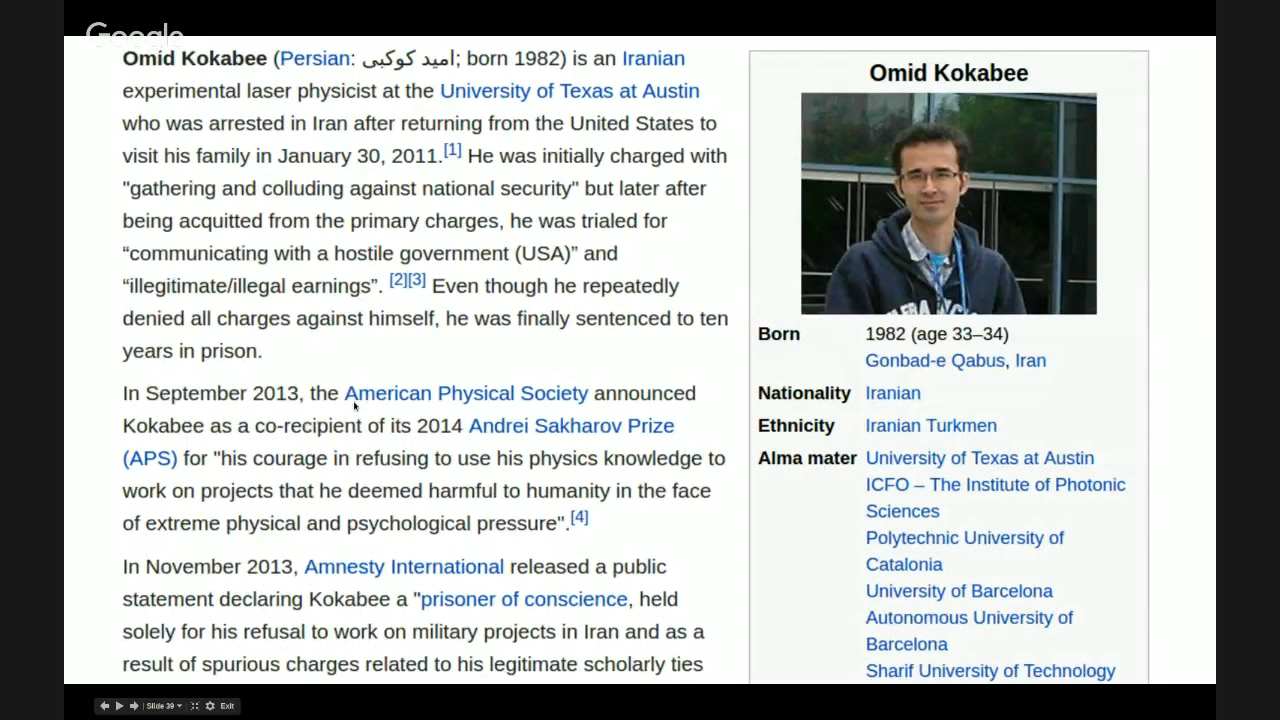 Google
Omid Kokabee (Persian: امید کوکبی; born 1982) is an Iranian
experimental laser physicist at the University of Texas at Austin
who was arrested in Iran after returning from the United States to
visit his family in January 30, 2011.[1] He was initially charged with
"gathering and colluding against national security" but later after
being acquitted from the primary charges, he was trialed for
“communicating with a hostile government (USA)” and
“illegitimate/illegal earnings”. [2][3] Even though he repeatedly
denied all charges against himself, he was finally sentenced to ten
years in prison.
In September 2013, the American Physical Society announced
Kokabee as a co-recipient of its 2014 Andrei Sakharov Prize
(APS) for "his courage in refusing to use his physics knowledge to
work on projects that he deemed harmful to humanity in the face
of extreme physical and psychological pressure".[4]
In November 2013, Amnesty International released a public
statement declaring Kokabee a "prisoner of conscience, held
solely for his refusal to work on military projects in Iran and as a
result of spurious charges related to his legitimate scholarly ties
Omid Kokabee
Born 1982 (age 33–34)
Gonbad-e Qabus, Iran
Nationality Iranian
Ethnicity Iranian Turkmen
Alma mater University of Texas at Austin
ICFO – The Institute of Photonic
Sciences
Polytechnic University of
Catalonia
University of Barcelona
Autonomous University of
Barcelona
Sharif University of Technology
Slide 39 Exit